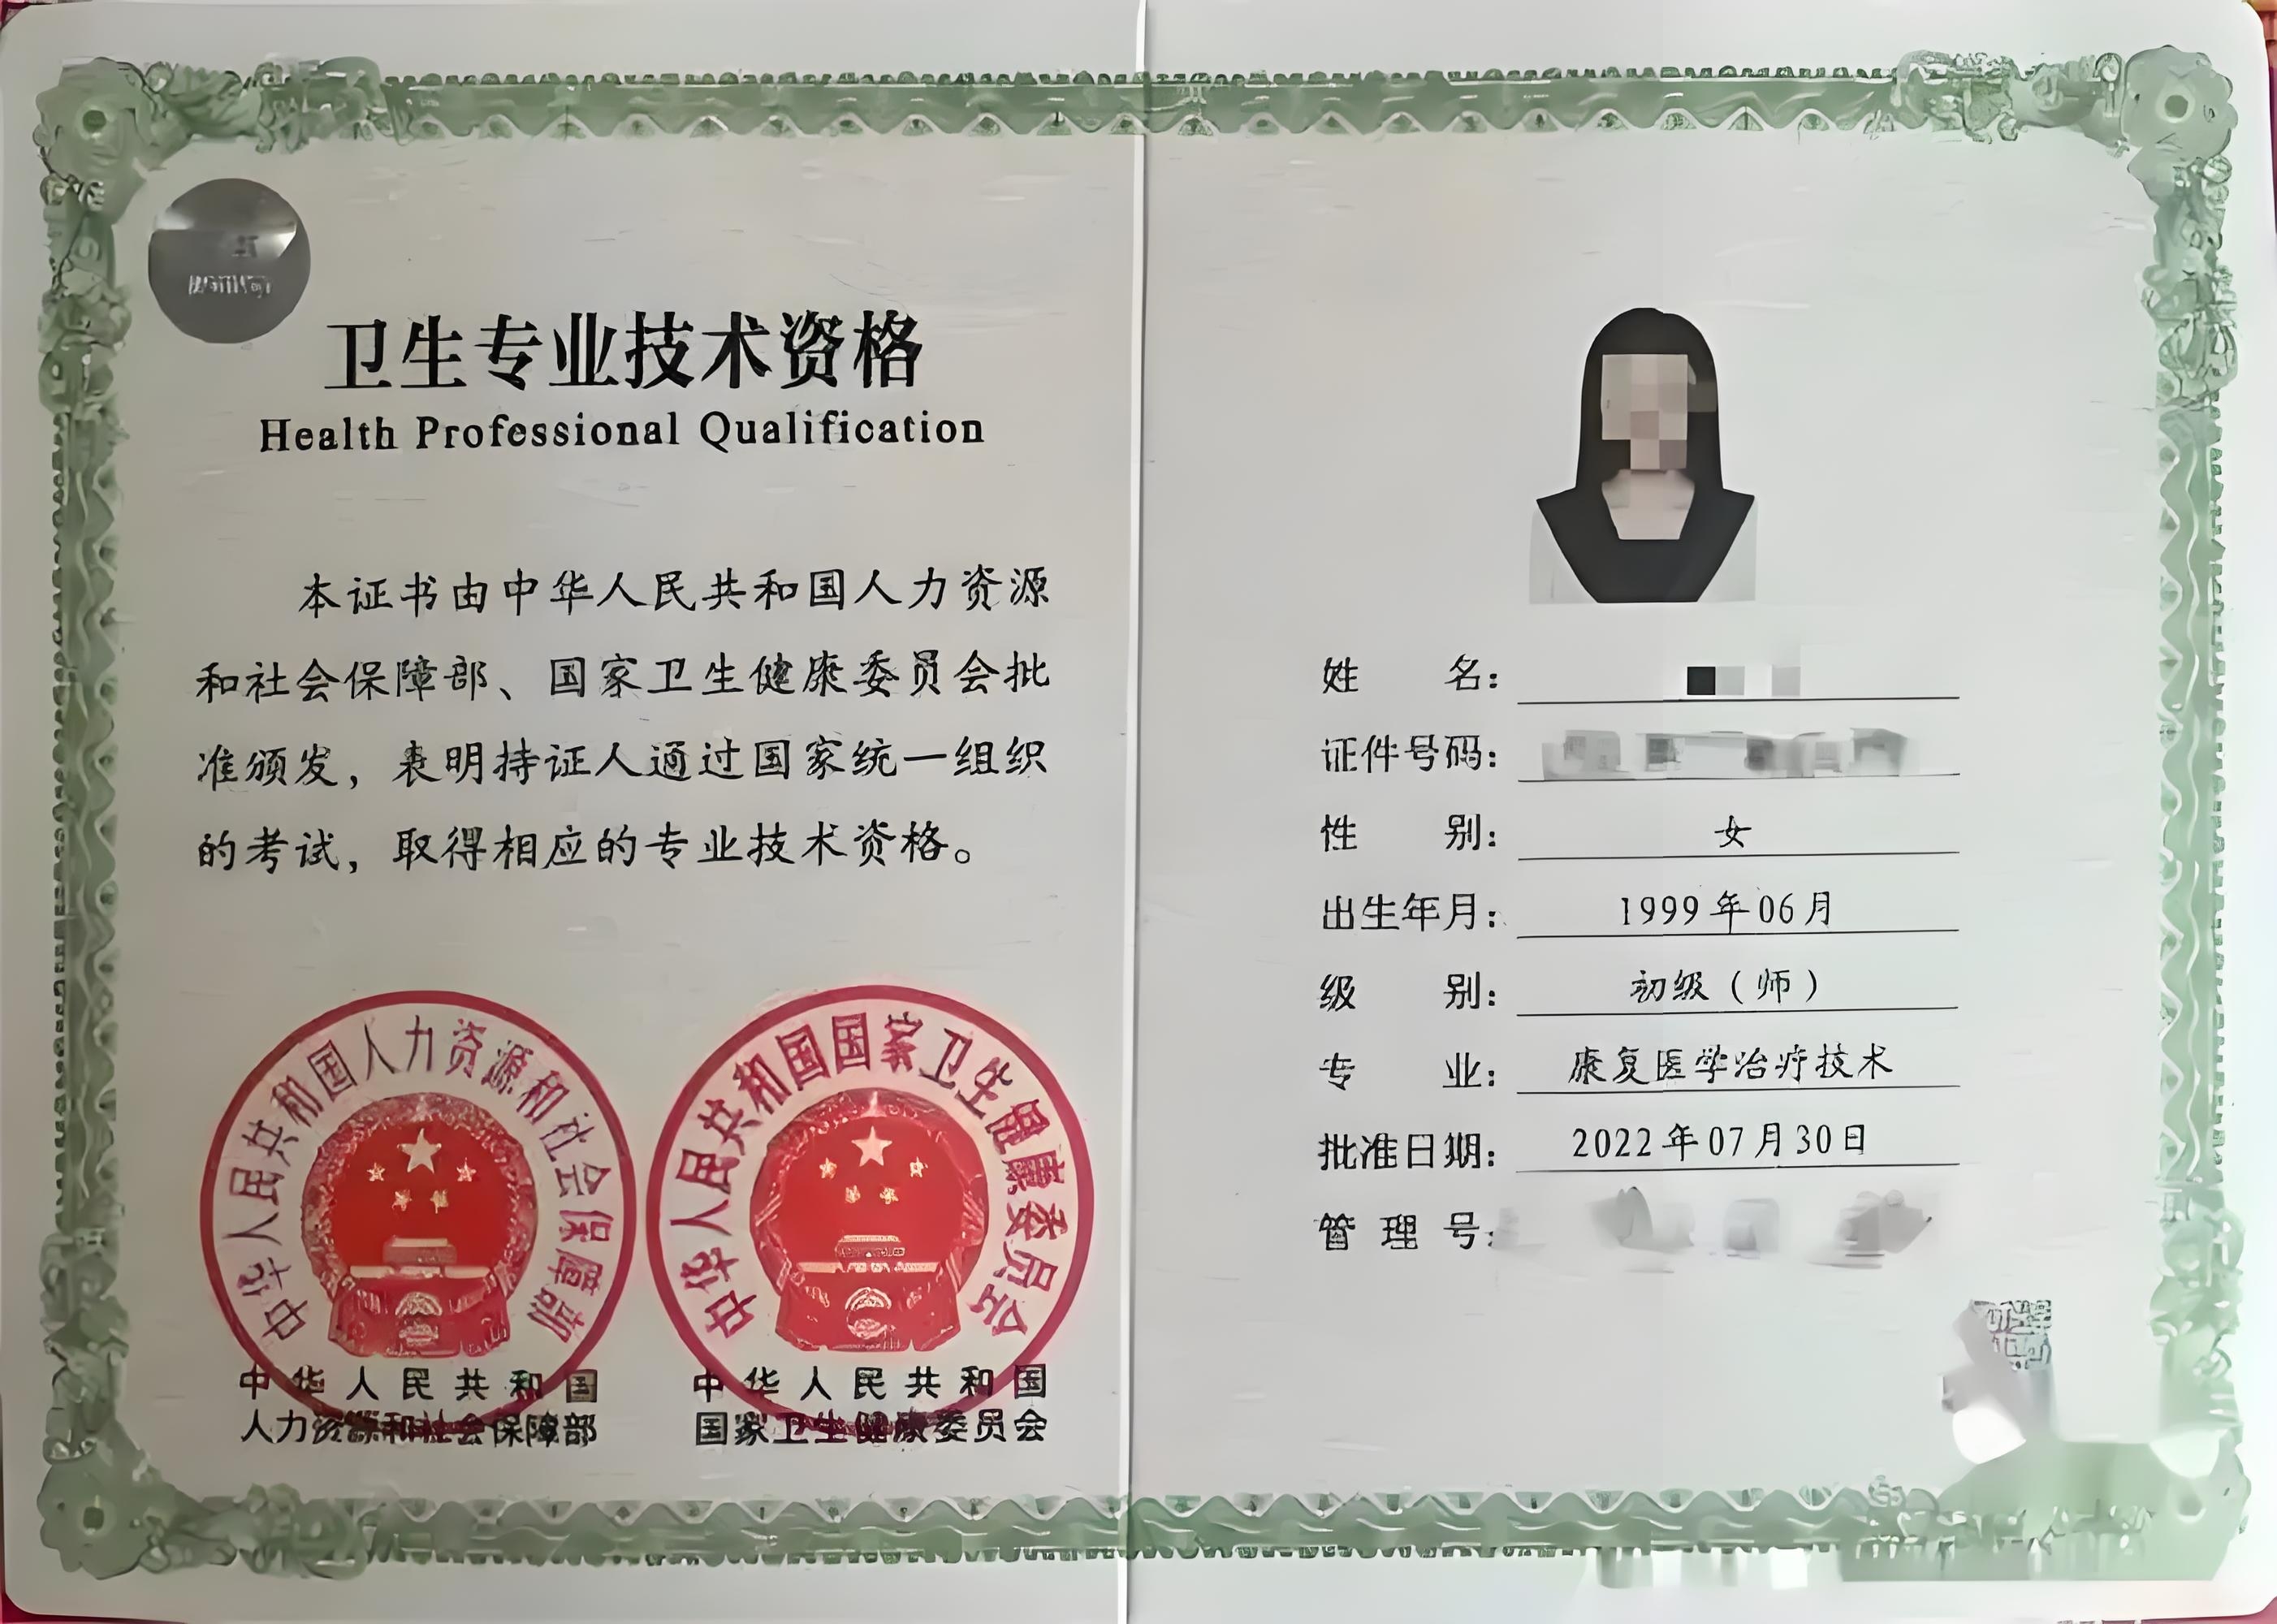 卫生专业技术资格
Health Professional Qualification
本证书由中华人民共和国人力资源
和社会保障部、国家卫生健康委员会批
准颁发，表明持证人通过国家统一组织
的考试，取得相应的专业技术资格。
中华人民共和国人力资源和社会保障部
中华人民共和国国家卫生健康委员会
中华人民共和国
人力资源和社会保障部
中华人民共和国
国家卫生健康委员会
姓名：
证件号码：
性别：女
出生年月：1999年06月
级别：初级（师）
专业：康复医学治疗技术
批准日期：2022年07月30日
管理号：